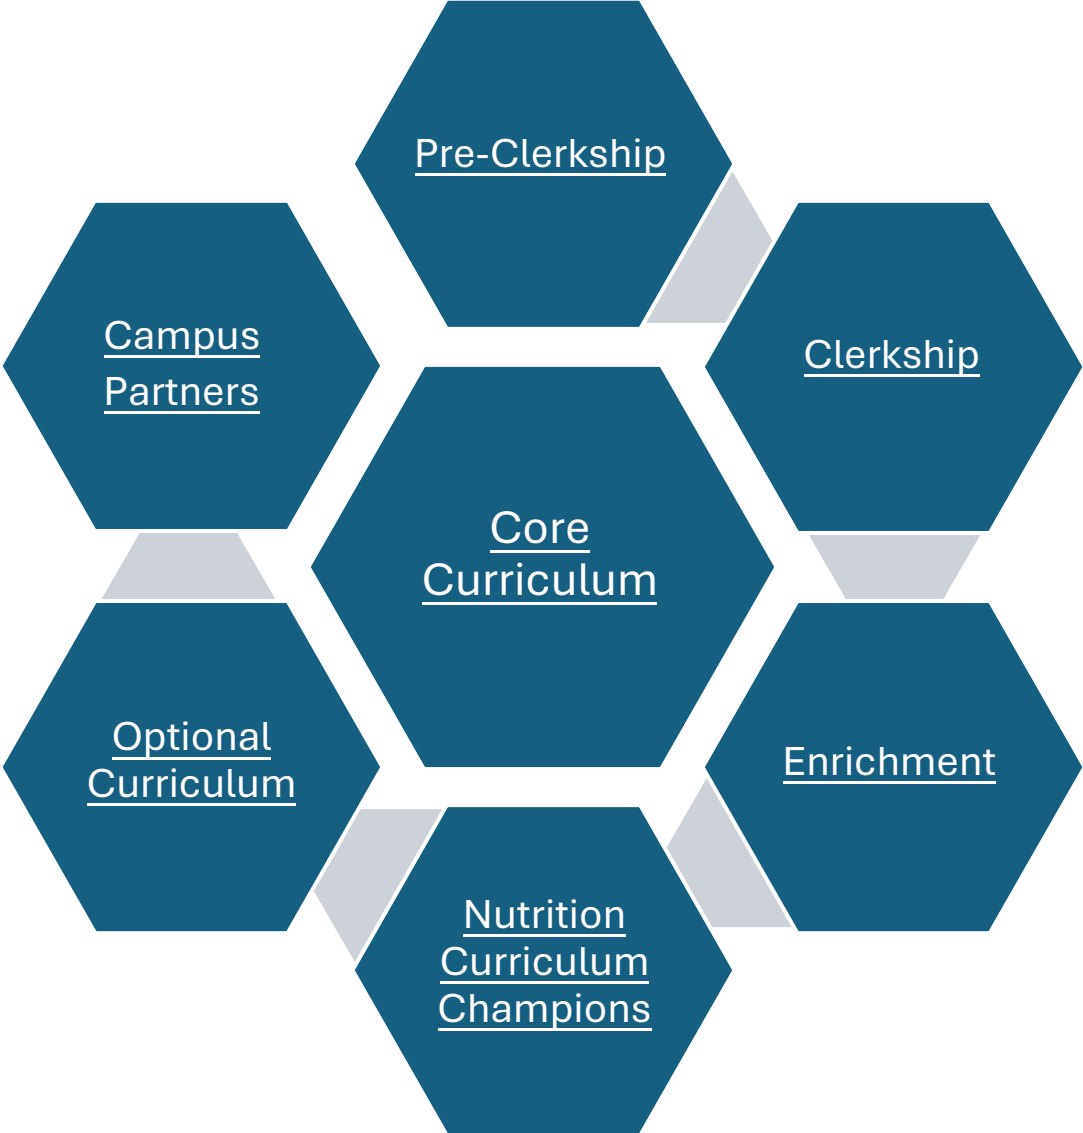 Pre-Clerkship
Clerkship
Enrichment
Nutrition
Curriculum
Champions
Optional
Curriculum
Campus
Partners
Core
Curriculum